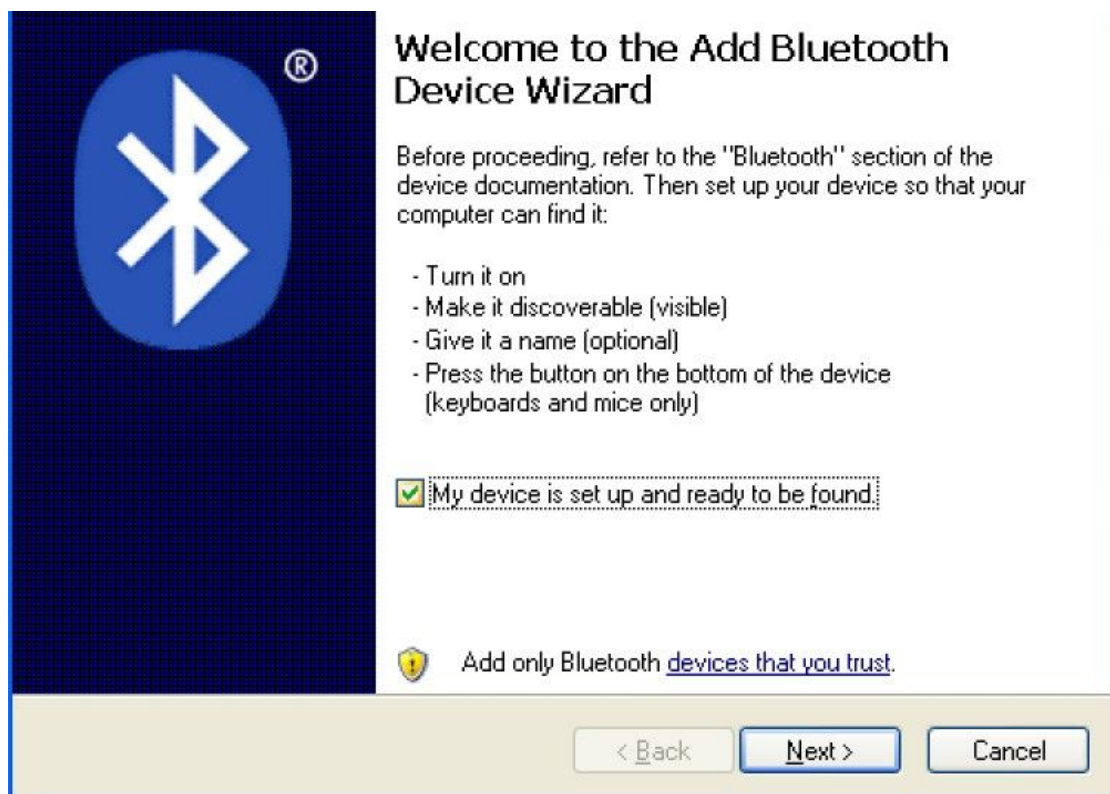 ®
Welcome to the Add Bluetooth
Device Wizard
Before proceeding, refer to the "Bluetooth" section of the
device documentation. Then set up your device so that your
computer can find it:
- Turn it on
- Make it discoverable (visible)
- Give it a name (optional)
- Press the button on the bottom of the device
(keyboards and mice only)
My device is set up and ready to be found.
Add only Bluetooth devices that you trust.
< Back Next > Cancel